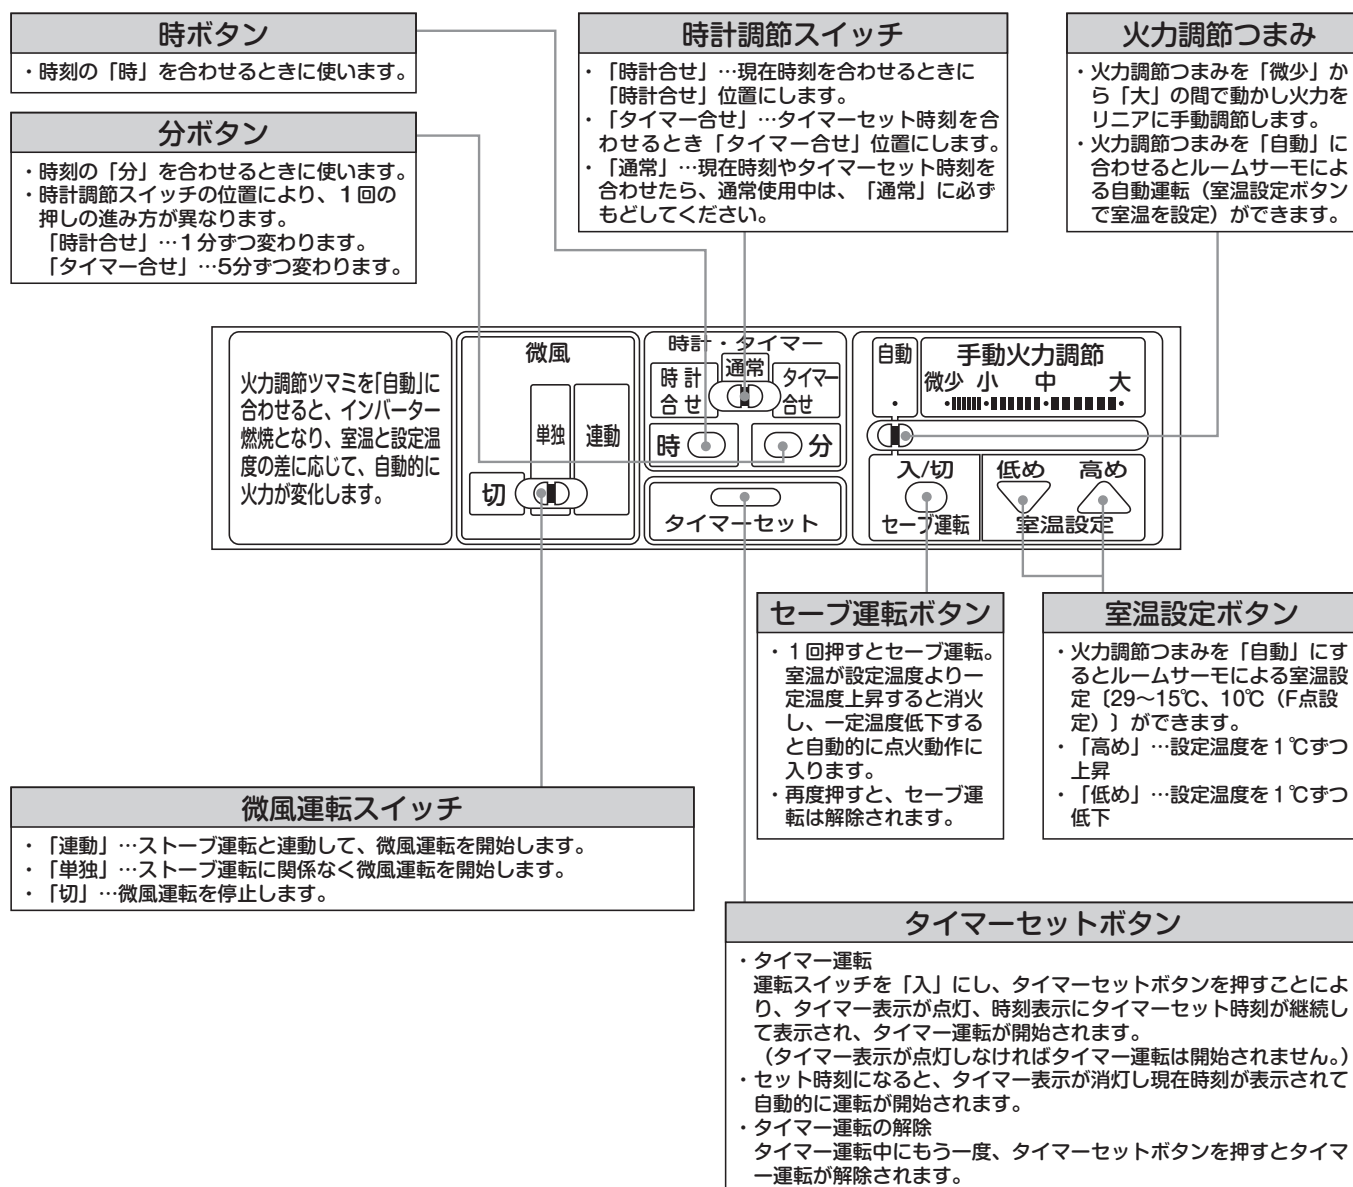 時ボタン
・時刻の「時」を合わせるときに使います。
分ボタン
・時刻の「分」を合わせるときに使います。
・時計調節スイッチの位置により、1回の
押しの進み方が異なります。
「時計合せ」…1分ずつ変わります。
「タイマー合せ」…5分ずつ変わります。
時計調節スイッチ
・「時計合せ」…現在時刻を合わせるときに
「時計合せ」位置にします。
・「タイマー合せ」…タイマーセット時刻を合
わせるとき「タイマー合せ」位置にします。
・「通常」…現在時刻やタイマーセット時刻を
合わせたら、通常使用中は、「通常」に必ず
もどしてください。
火力調節つまみ
・火力調節つまみを「微少」か
ら「大」の間で動かし火力を
リニアに手動調節します。
・火力調節つまみを「自動」に
合わせるとルームサーモによ
る自動運転（室温設定ボタン
で室温を設定）ができます。
火力調節ツマミを「自動」に
合わせると、インバーター
燃焼となり、室温と設定温
度の差に応じて、自動的に
火力が変化します。
微風
単独
連動
切
時計・タイマー
時計
合せ
通常
タイマー
合せ
時
分
タイマーセット
自動
手動火力調節
微少 小 中 大
入/切
セーブ運転
低め 高め
室温設定
セーブ運転ボタン
・1回押すとセーブ運転。
室温が設定温度より一
定温度上昇すると消火
し、一定温度低下する
と自動的に点火動作に
入ります。
・再度押すと、セーブ運
転は解除されます。
室温設定ボタン
・火力調節つまみを「自動」にす
るとルームサーモによる室温設
定〔29〜15℃、10℃（F点設
定）〕ができます。
・「高め」…設定温度を1℃ずつ
上昇
・「低め」…設定温度を1℃ずつ
低下
微風運転スイッチ
・「連動」…ストーブ運転と連動して、微風運転を開始します。
・「単独」…ストーブ運転に関係なく微風運転を開始します。
・「切」…微風運転を停止します。
タイマーセットボタン
・タイマー運転
運転スイッチを「入」にし、タイマーセットボタンを押すことによ
り、タイマー表示が点灯、時刻表示にタイマーセット時刻が継続し
て表示され、タイマー運転が開始されます。
（タイマー表示が点灯しなければタイマー運転は開始されません。）
・セット時刻になると、タイマー表示が消灯し現在時刻が表示されて
自動的に運転が開始されます。
・タイマー運転の解除
タイマー運転中にもう一度、タイマーセットボタンを押すとタイマ
ー運転が解除されます。